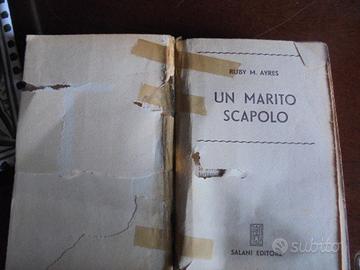 RUBY M. AYRES
UN MARITO
SCAPOLO
SALANI EDITORE
subito